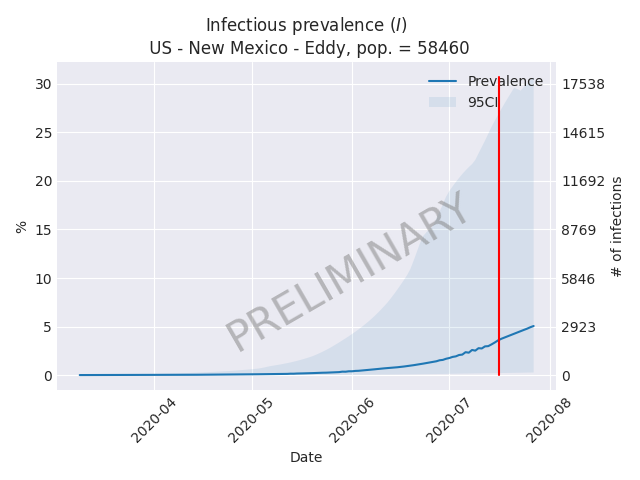 Infectious prevalence (I)
US - New Mexico - Eddy, pop. = 58460
Prevalence
95CI
30
25
20
15
10
5
0
%
17538
14615
11692
8769
5846
2923
0
# of infections
PRELIMINARY
2020-04
2020-05
2020-06
2020-07
2020-08
Date